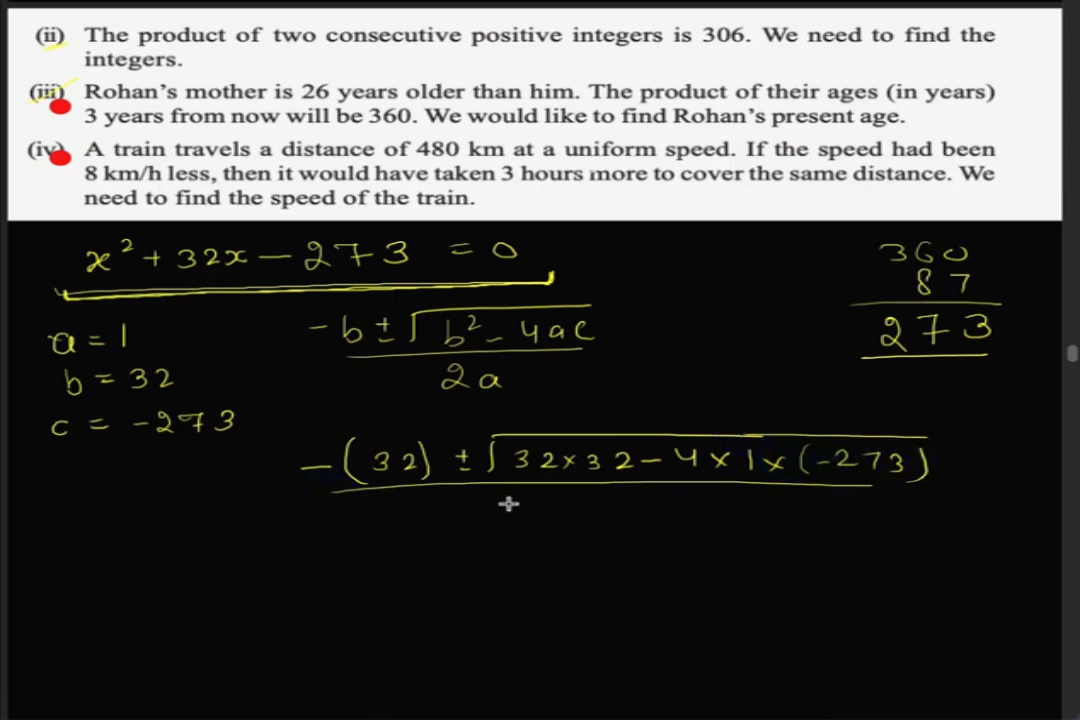 (ii) The product of two consecutive positive integers is 306. We need to find the
integers.
(iii) Rohan's mother is 26 years older than him. The product of their ages (in years)
3 years from now will be 360. We would like to find Rohan's present age.
(iv) A train travels a distance of 480 km at a uniform speed. If the speed had been
8 km/h less, then it would have taken 3 hours more to cover the same distance. We
need to find the speed of the train.
x² + 32x - 273 = 0
360
87
273
a = 1
b = 32
c = -273
-b ± √b² - 4ac
2a
-(32) ± √32×32 - 4×1×(-273)